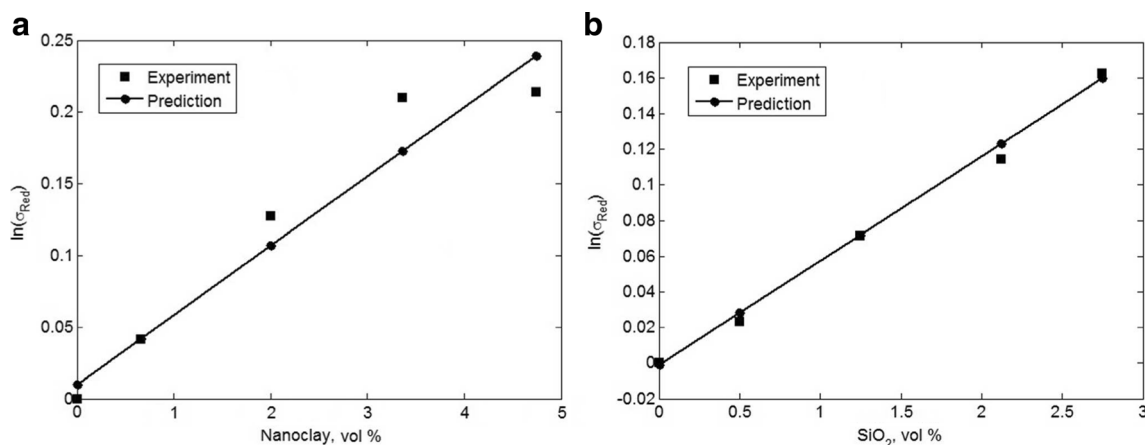 a
0.25
0.2
0.15
0.1
0.05
0
ln(σRed)
Experiment
Prediction
0 1 2 3 4 5
Nanoclay, vol %
b
0.18
0.16
0.14
0.12
0.1
0.08
0.06
0.04
0.02
0
-0.02
ln(σRed)
Experiment
Prediction
0 0.5 1 1.5 2 2.5 3
SiO2, vol %